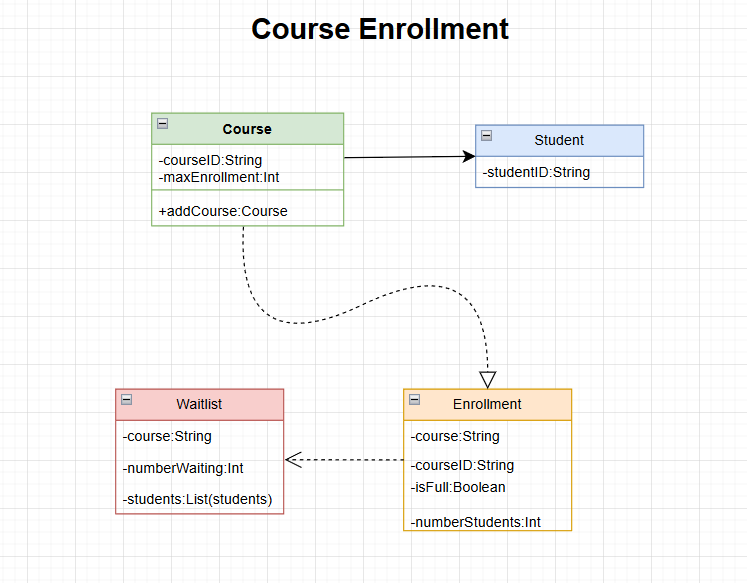 Course Enrollment
Course
-courseID:String
-maxEnrollment:Int
+addCourse:Course
Student
-studentID:String
Waitlist
-course:String
-numberWaiting:Int
-students:List(students)
Enrollment
-course:String
-courseID:String
-isFull:Boolean
-numberStudents:Int